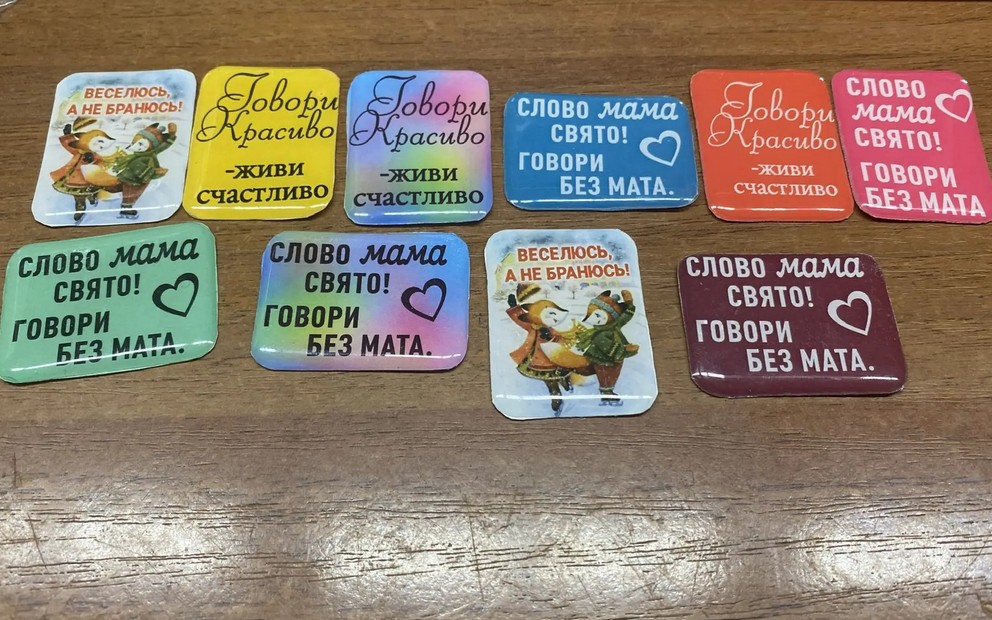 ВЕСЕЛЮСЬ,
А НЕ БРАНЮСЬ!
Говори
Красиво
-живи
счастливо
Говори
Красиво
-живи
счастливо
СЛОВО мама
СВЯТО!
ГОВОРИ
БЕЗ МАТА.
Говори
Красиво
-живи
счастливо
СЛОВО
мама
СВЯТО!
ГОВОРИ
БЕЗ МАТА
СЛОВО мама
СВЯТО!
ГОВОРИ
БЕЗ МАТА.
СЛОВО мама
СВЯТО!
ГОВОРИ
БЕЗ МАТА.
ВЕСЕЛЮСЬ,
А НЕ БРАНЮСЬ!
СЛОВО мама
СВЯТО!
ГОВОРИ
БЕЗ МАТА.